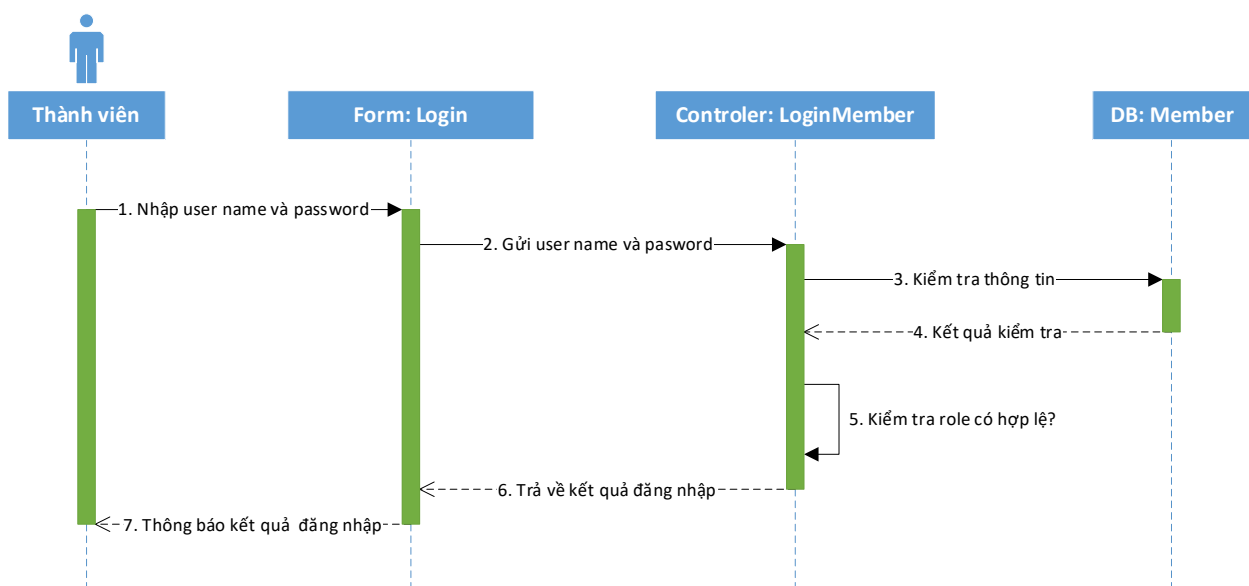 Thành viên
Form: Login
Controler: LoginMember
DB: Member
1. Nhập user name và password
2. Gửi user name và pasword
3. Kiểm tra thông tin
4. Kết quả kiểm tra
5. Kiểm tra role có hợp lệ?
6. Trả về kết quả đăng nhập
7. Thông báo kết quả đăng nhập